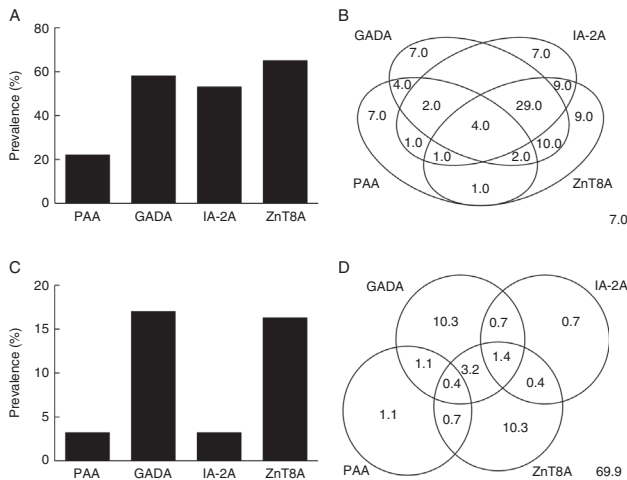 A
80
60
40
20
0
Prevalence (%)
PAA GADA IA-2A ZnT8A
B
GADA IA-2A
7.0 7.0
4.0 9.0
2.0 29.0
7.0 4.0 9.0
1.0 10.0
1.0 2.0
PAA 1.0 ZnT8A
7.0
C
20
15
10
5
0
Prevalence (%)
PAA GADA IA-2A ZnT8A
D
GADA IA-2A
10.3 0.7 0.7
1.1 3.2 1.4
0.4 0.4
1.1 0.7 10.3
PAA ZnT8A 69.9